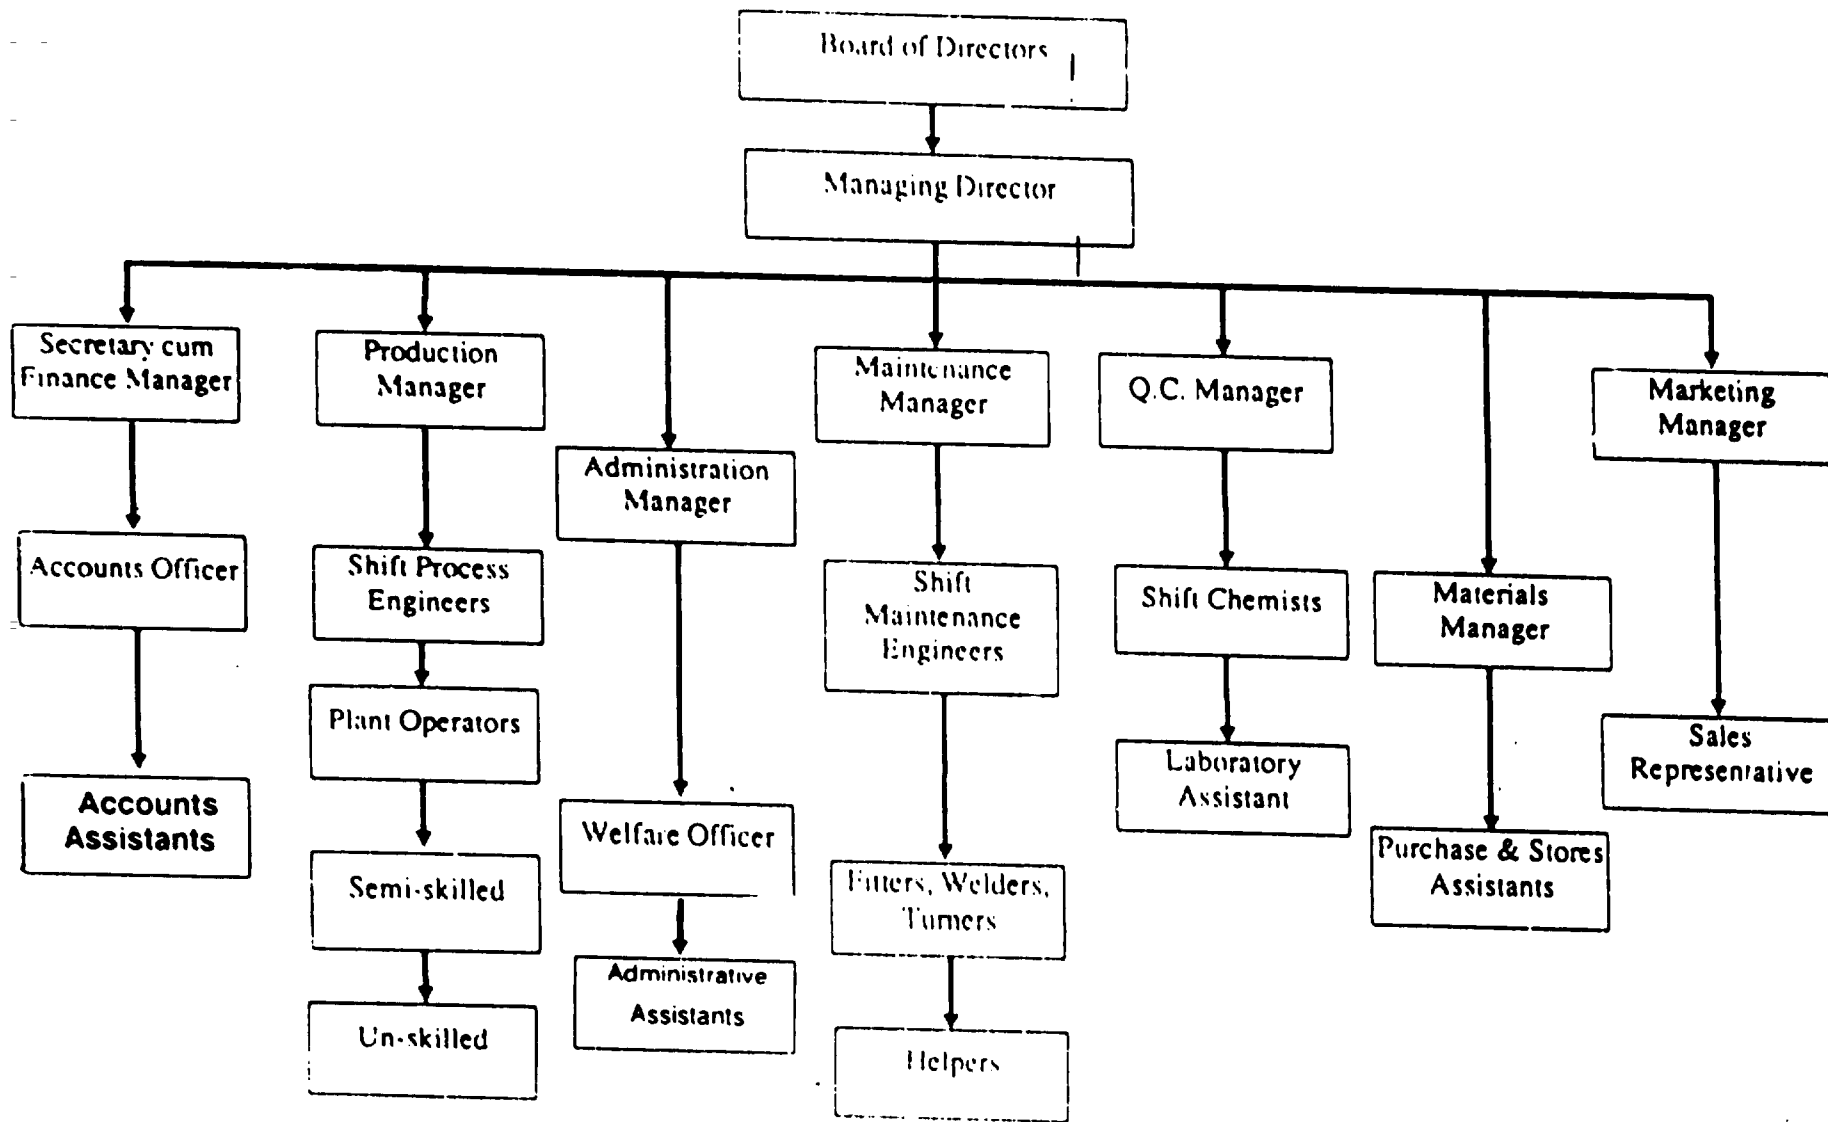 Board of Directors
Managing Director
Secretary cum
Finance Manager
Production
Manager
Administration
Manager
Maintenance
Manager
Q.C. Manager
Materials
Manager
Marketing
Manager
Accounts Officer
Shift Process
Engineers
Shift
Maintenance
Engineers
Shift Chemists
Plant Operators
Sales
Representative
Laboratory
Assistant
Accounts
Assistants
Welfare Officer
Purchase & Stores
Assistants
Semi-skilled
Fitters, Welders,
Turners
Administrative
Assistants
Un-skilled
Helpers